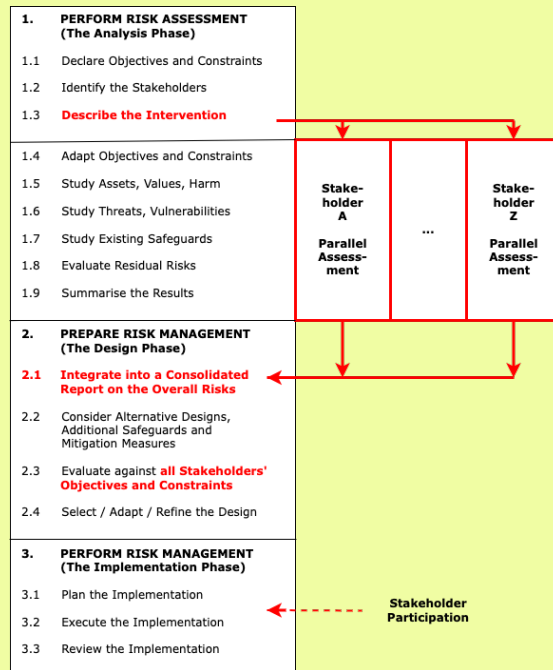 1. PERFORM RISK ASSESSMENT
(The Analysis Phase)
1.1 Declare Objectives and Constraints
1.2 Identify the Stakeholders
1.3 Describe the Intervention
1.4 Adapt Objectives and Constraints
1.5 Study Assets, Values, Harm
1.6 Study Threats, Vulnerabilities
1.7 Study Existing Safeguards
1.8 Evaluate Residual Risks
1.9 Summarise the Results
Stake-
holder
A
Parallel
Assess-
ment
...
Stake-
holder
Z
Parallel
Assess-
ment
2. PREPARE RISK MANAGEMENT
(The Design Phase)
2.1 Integrate into a Consolidated
Report on the Overall Risks
2.2 Consider Alternative Designs,
Additional Safeguards and
Mitigation Measures
2.3 Evaluate against all Stakeholders'
Objectives and Constraints
2.4 Select / Adapt / Refine the Design
3. PERFORM RISK MANAGEMENT
(The Implementation Phase)
3.1 Plan the Implementation
3.2 Execute the Implementation
3.3 Review the Implementation
Stakeholder
Participation